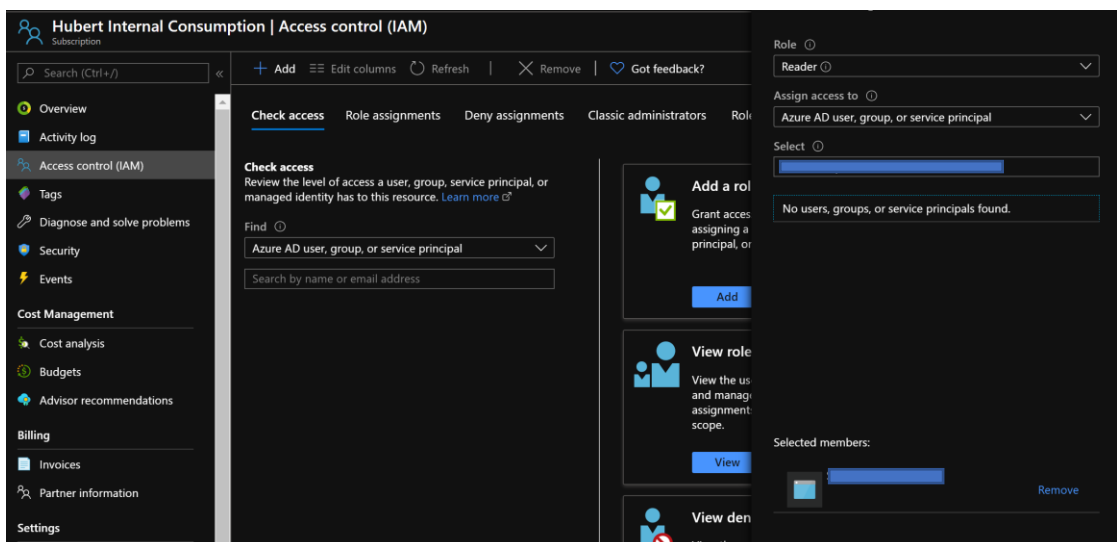 Hubert Internal Consumption | Access control (IAM)
Subscription
Search (Ctrl+/)
«
Overview
Activity log
Access control (IAM)
Tags
Diagnose and solve problems
Security
Events
Cost Management
Cost analysis
Budgets
Advisor recommendations
Billing
Invoices
Partner information
Settings
+ Add
Edit columns
Refresh
Remove
Got feedback?
Check access
Role assignments
Deny assignments
Classic administrators
Rol
Check access
Review the level of access a user, group, service principal, or
managed identity has to this resource. Learn more
Find
Azure AD user, group, or service principal
Search by name or email address
Add a rol
Grant acces
assigning a
principal, or
Add
View role
View the us
and manag
assignment
scope.
View
View den
Role
Reader
Assign access to
Azure AD user, group, or service principal
Select
No users, groups, or service principals found.
Selected members:
Remove